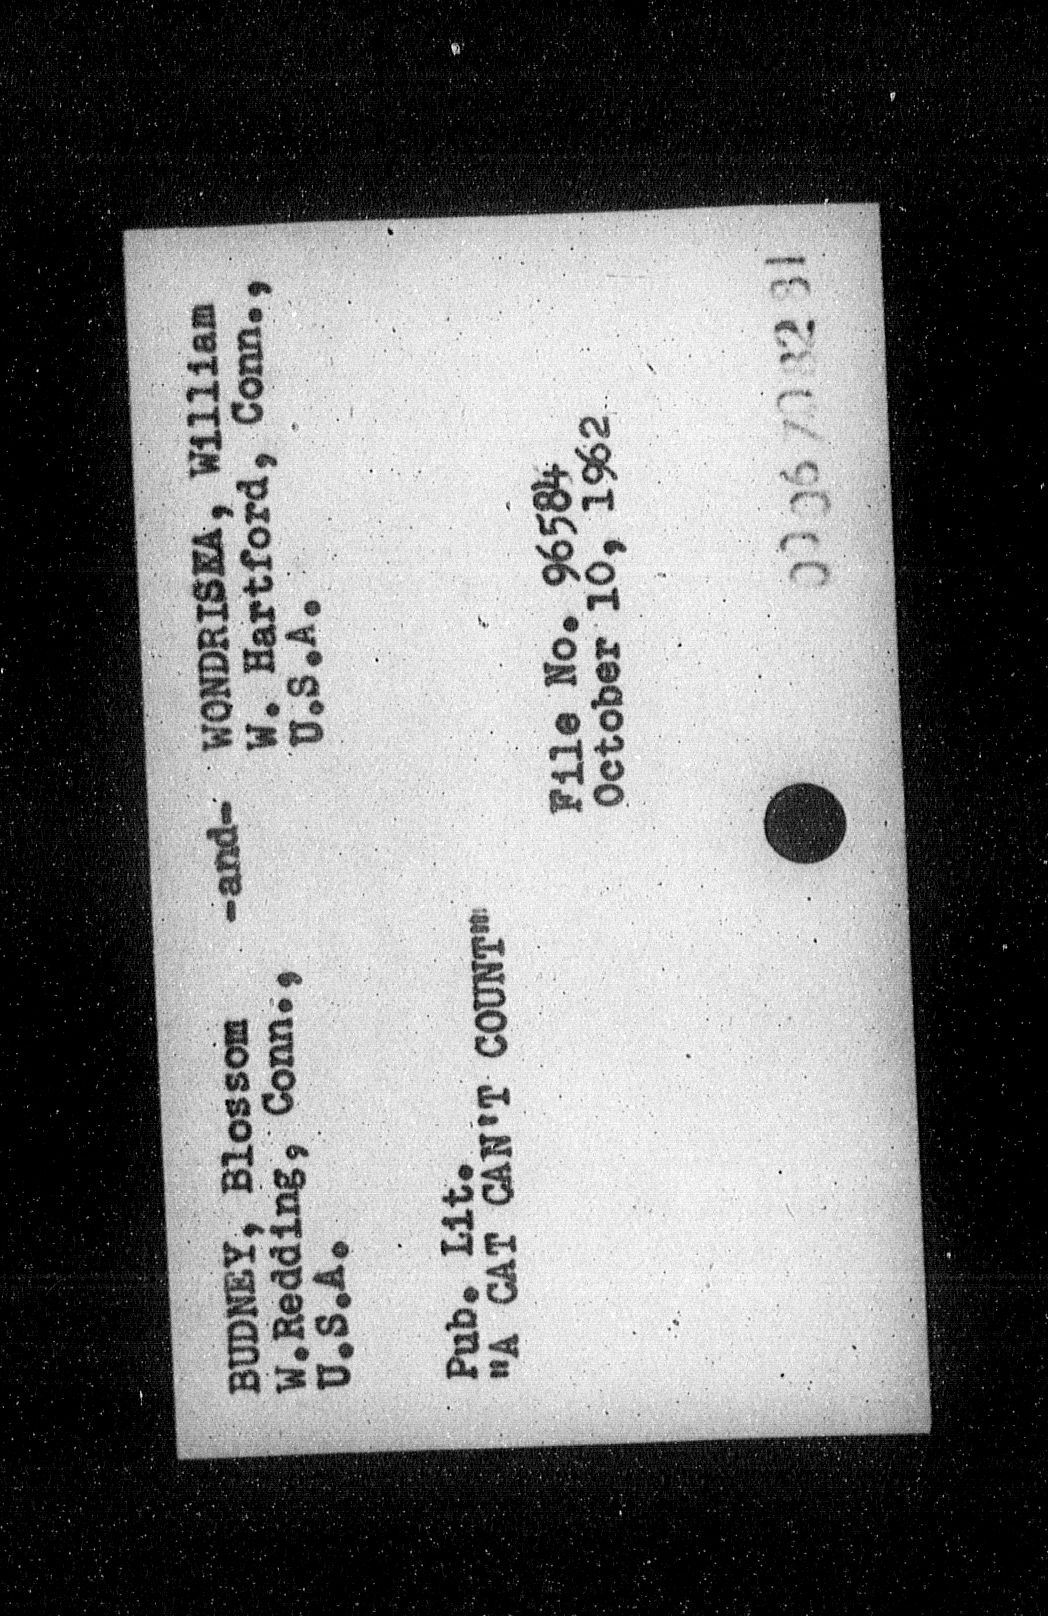 BUDNEY, Blossom -and- WONDRISKA, William
W.Redding, Conn., W. Hartford, Conn.,
U.S.A. U.S.A.
Pub. Lit.
"A CAT CAN'T COUNT"
File No. 96584
October 10, 1962